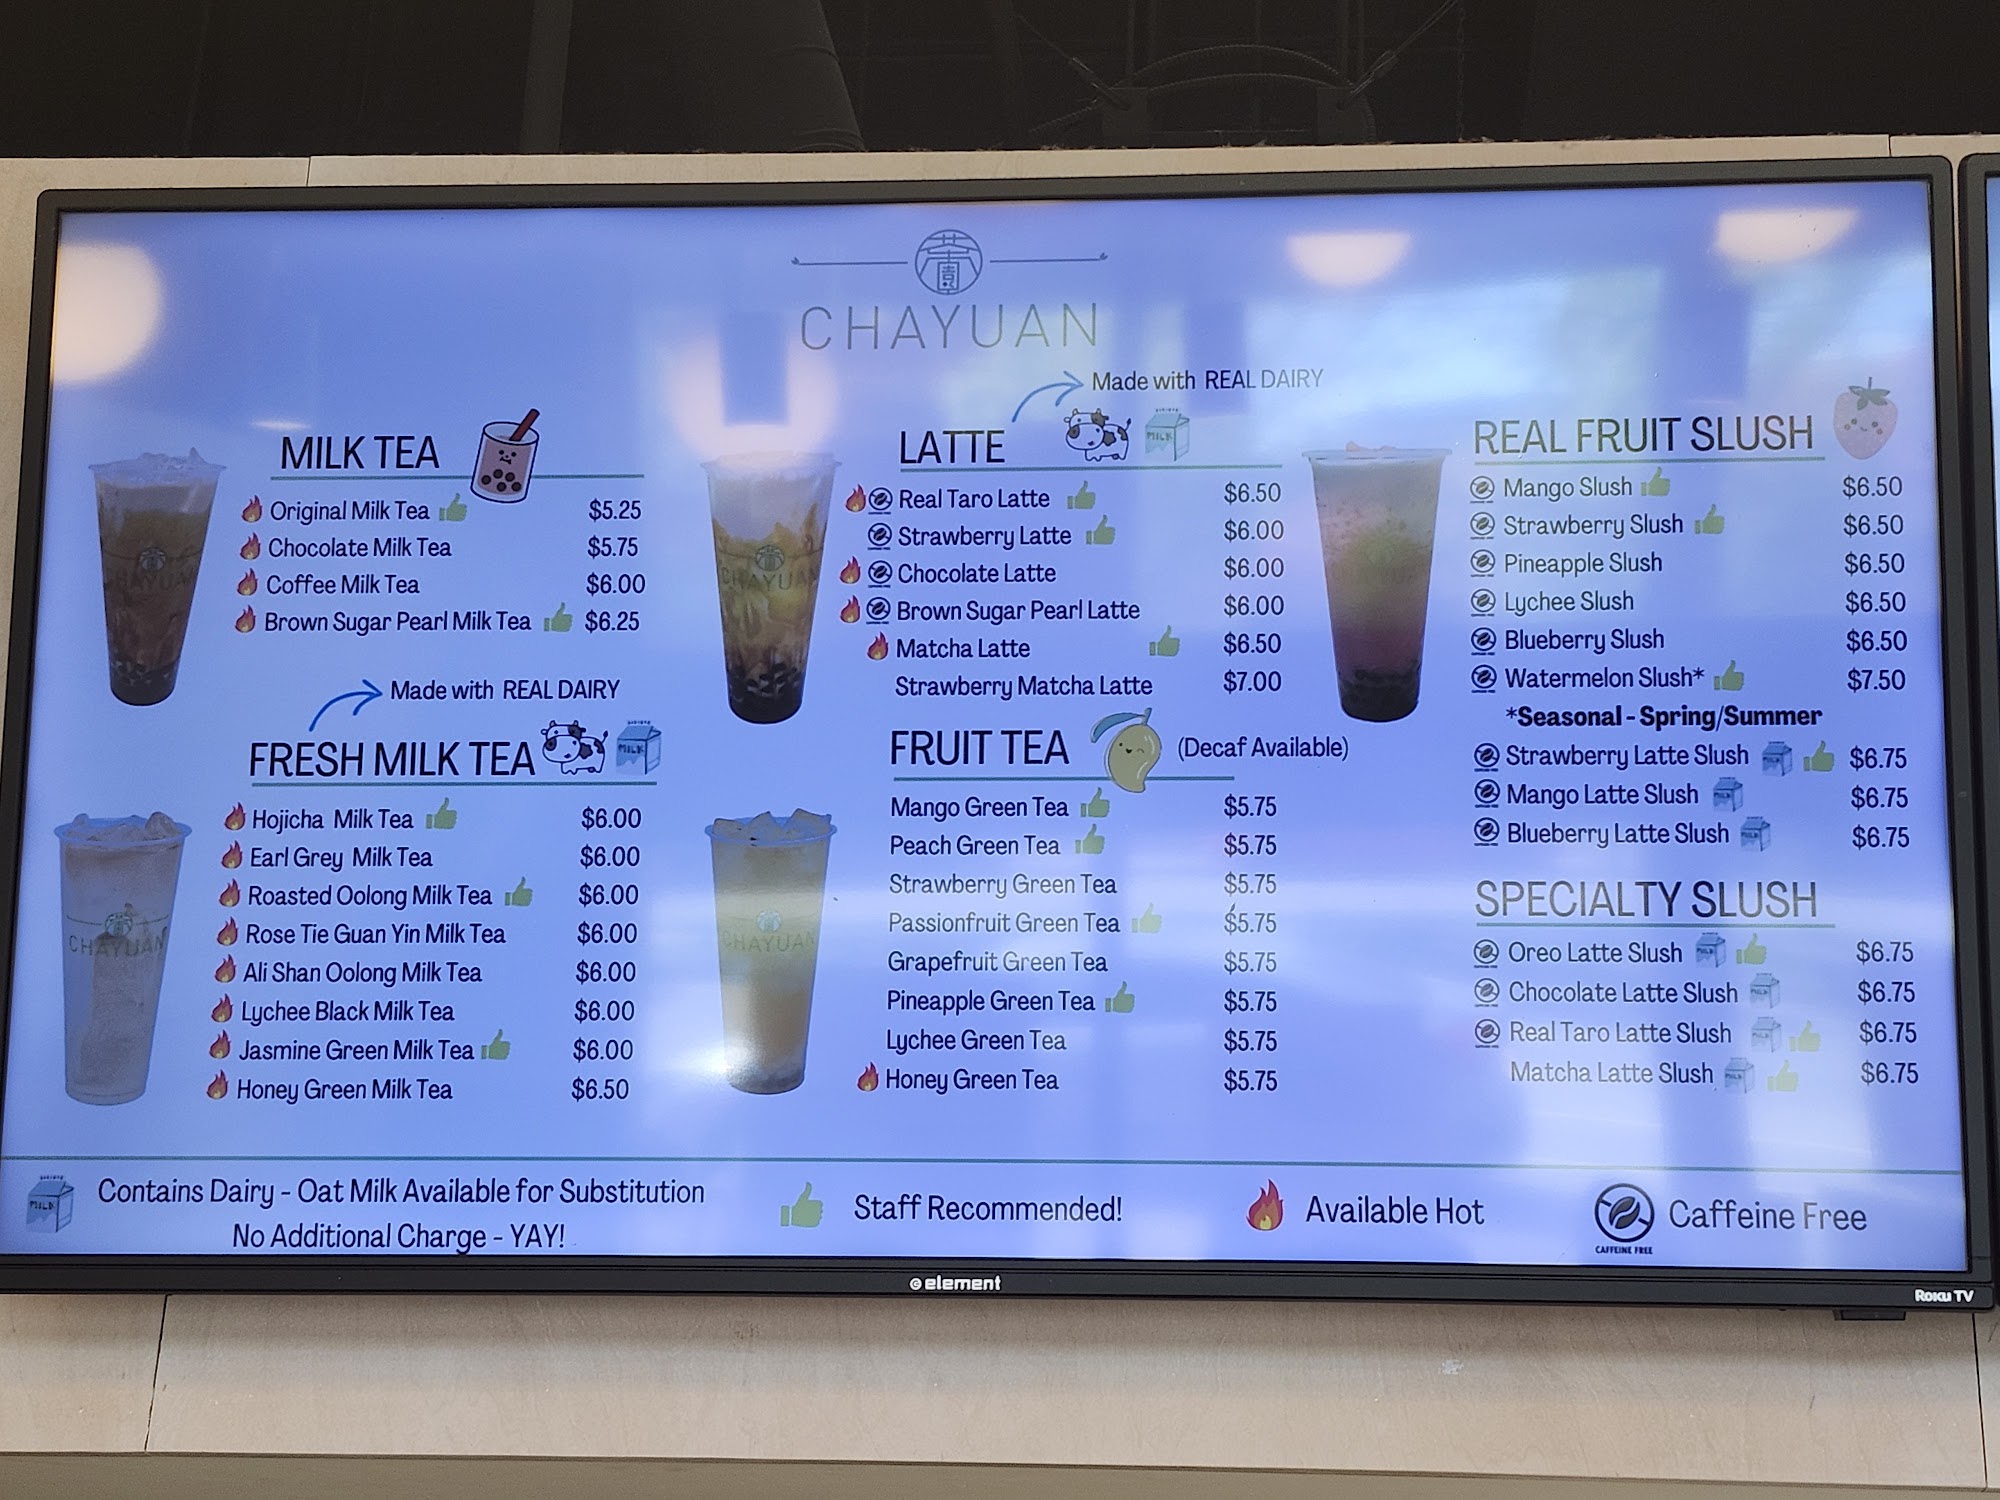 CHAYUAN
MILK TEA
Original Milk Tea $5.25
Chocolate Milk Tea $5.75
Coffee Milk Tea $6.00
Brown Sugar Pearl Milk Tea $6.25
Made with REAL DAIRY
FRESH MILK TEA
MILK
Hojicha Milk Tea $6.00
Earl Grey Milk Tea $6.00
Roasted Oolong Milk Tea $6.00
Rose Tie Guan Yin Milk Tea $6.00
Ali Shan Oolong Milk Tea $6.00
Lychee Black Milk Tea $6.00
Jasmine Green Milk Tea $6.00
Honey Green Milk Tea $6.50
CHAYUAN
CHAYUAN
Made with REAL DAIRY
LATTE
MILK
Real Taro Latte $6.50
Strawberry Latte $6.00
Chocolate Latte $6.00
Brown Sugar Pearl Latte $6.00
Matcha Latte $6.50
Strawberry Matcha Latte $7.00
CHAYUAN
FRUIT TEA (Decaf Available)
Mango Green Tea $5.75
Peach Green Tea $5.75
Strawberry Green Tea $5.75
Passionfruit Green Tea $5.75
Grapefruit Green Tea $5.75
Pineapple Green Tea $5.75
Lychee Green Tea $5.75
Honey Green Tea $5.75
CHAYUAN
REAL FRUIT SLUSH
Mango Slush $6.50
Strawberry Slush $6.50
Pineapple Slush $6.50
Lychee Slush $6.50
Blueberry Slush $6.50
Watermelon Slush* $7.50
*Seasonal - Spring/Summer
Strawberry Latte Slush $6.75
Mango Latte Slush $6.75
Blueberry Latte Slush $6.75
SPECIALTY SLUSH
Oreo Latte Slush $6.75
Chocolate Latte Slush $6.75
Real Taro Latte Slush $6.75
Matcha Latte Slush $6.75
MILK
Contains Dairy - Oat Milk Available for Substitution
No Additional Charge - YAY!
Staff Recommended!
Available Hot
CAFFEINE FREE
Caffeine Free
element
Roku TV